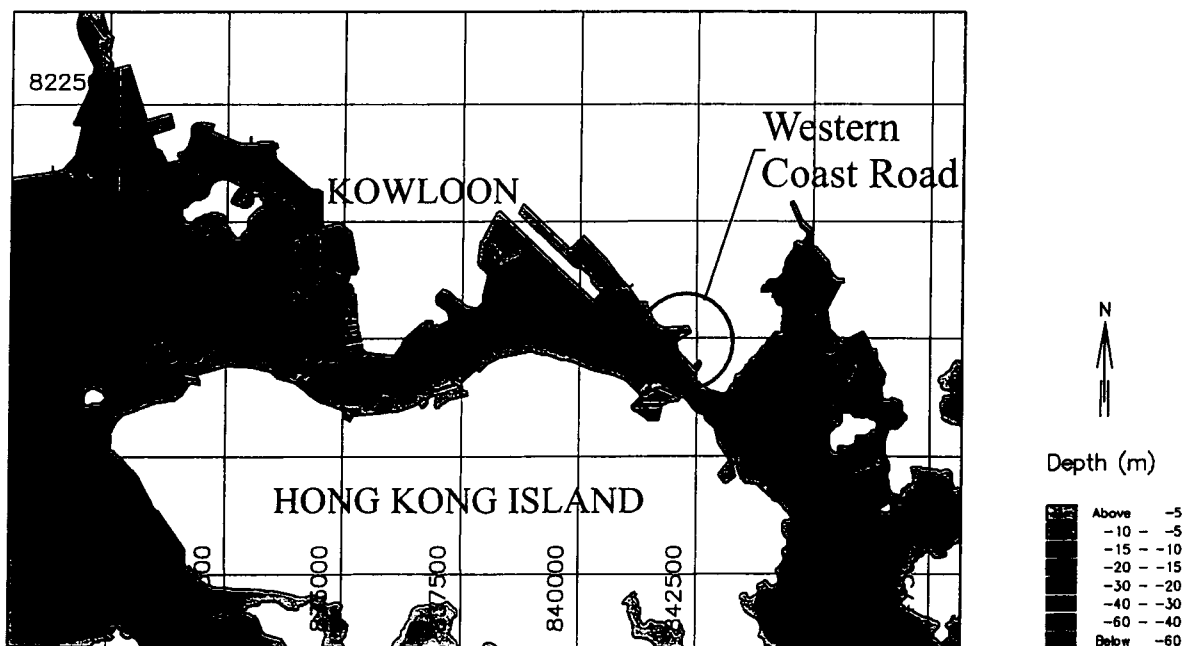 8225
Western
Coast Road
KOWLOON
HONG KONG ISLAND
840000
842500
N
Depth (m)
Above -5
-10 - -5
-15 - -10
-20 - -15
-30 - -20
-40 - -30
-60 - -40
Below -60